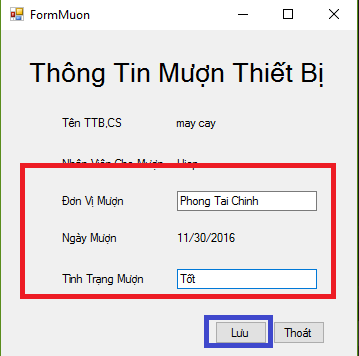 FormMuon
Thông Tin Mượn Thiết Bị
Tên TTB,CS may cay
Nhân Viên Cho Mượn Hiep
Đơn Vị Mượn Phong Tai Chinh
Ngày Mượn 11/30/2016
Tình Trạng Mượn Tốt
Lưu Thoát